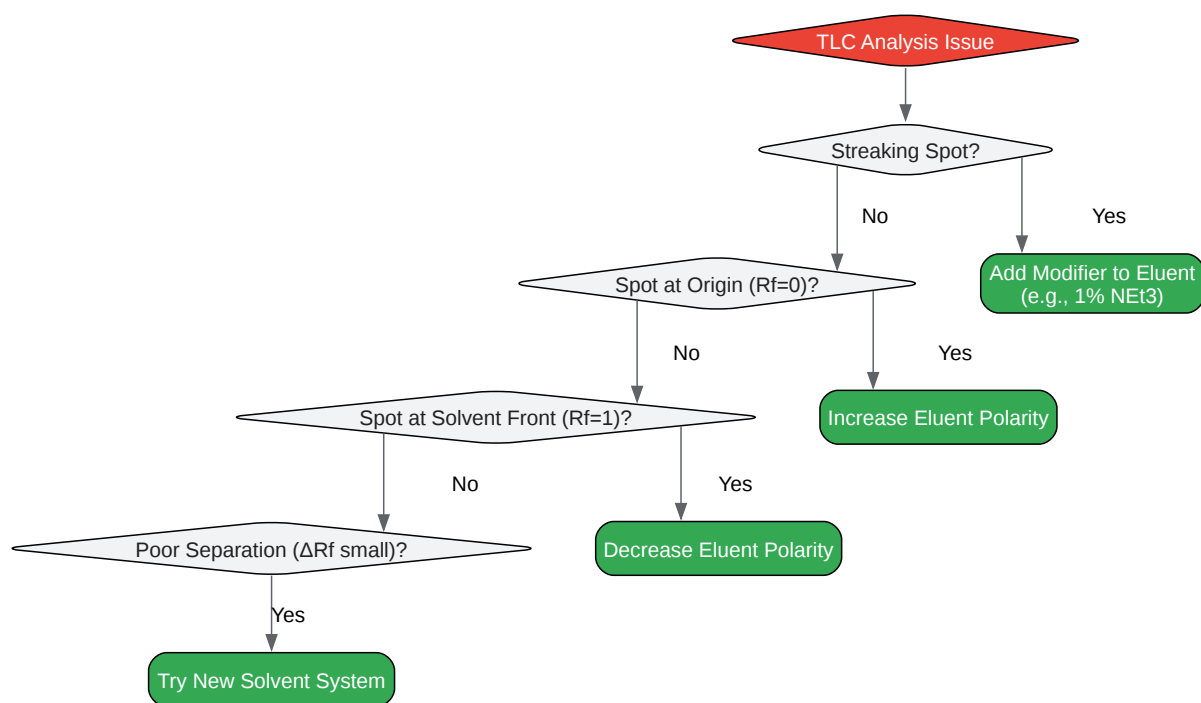 TLC Analysis Issue
Streaking Spot?
No
Yes
Add Modifier to Eluent
(e.g., 1% NEt3)
Spot at Origin (Rf=0)?
No
Yes
Increase Eluent Polarity
Spot at Solvent Front (Rf=1)?
No
Yes
Decrease Eluent Polarity
Poor Separation (ΔRf small)?
Yes
Try New Solvent System